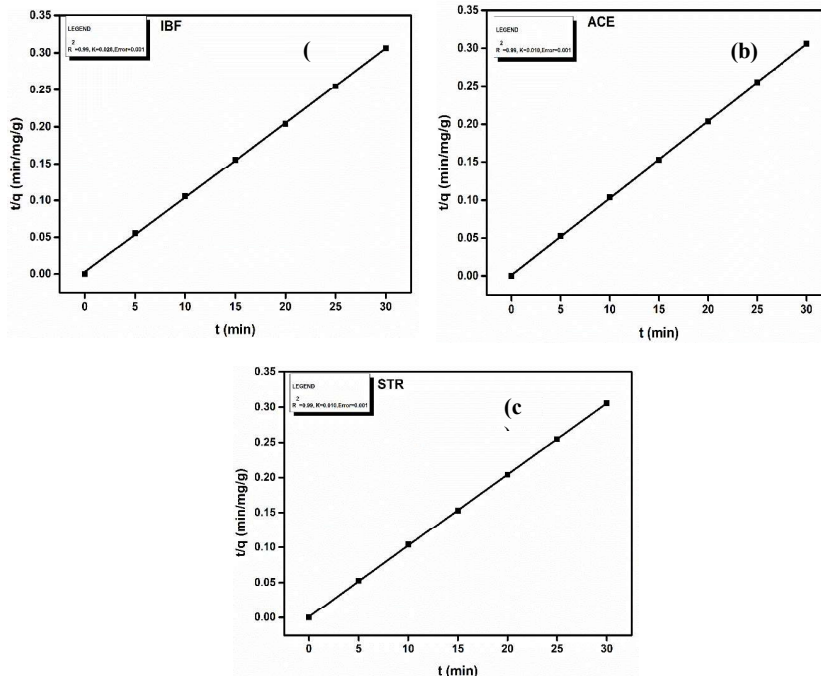 IBF
LEGEND
2
R =0.99, K=0.020,Error=0.001
(
0.35
0.30
0.25
0.20
0.15
0.10
0.05
0.00
t/q (min/mg/g)
0 5 10 15 20 25 30
t (min)
ACE
LEGEND
2
R =0.99, K=0.010,Error=0.001
(b)
0.35
0.30
0.25
0.20
0.15
0.10
0.05
0.00
t/q (min/mg/g)
0 5 10 15 20 25 30
t (min)
STR
LEGEND
2
R =0.99, K=0.010,Error=0.001
(c
0.35
0.30
0.25
0.20
0.15
0.10
0.05
0.00
t/q (min/mg/g)
0 5 10 15 20 25 30
t (min)